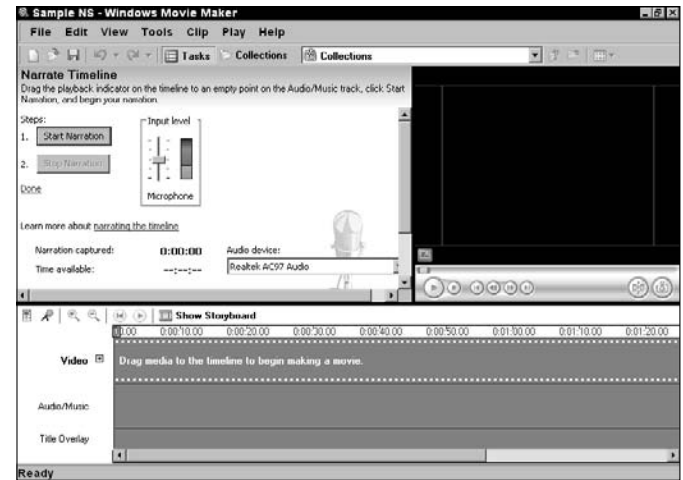 Sample NS - Windows Movie Maker
File Edit View Tools Clip Play Help
Tasks Collections Collections
Narrate Timeline
Drag the playback indicator on the timeline to an empty point on the Audio/Music track, click Start
Narration, and begin your narration.
Steps:
1. Start Narration
2. Stop Narration
Done
Input level
Microphone
Learn more about narrating the timeline
Narration captured: 0:00:00
Time available: --:--:--
Audio device:
Realtek AC97 Audio
Show Storyboard
0.00 0:00:10.00 0:00:20.00 0:00:30.00 0:00:40.00 0:00:50.00 0:01:00.00 0:01:10.00 0:01:20.00
Video
Drag media to the timeline to begin making a movie.
Audio/Music
Title Overlay
Ready